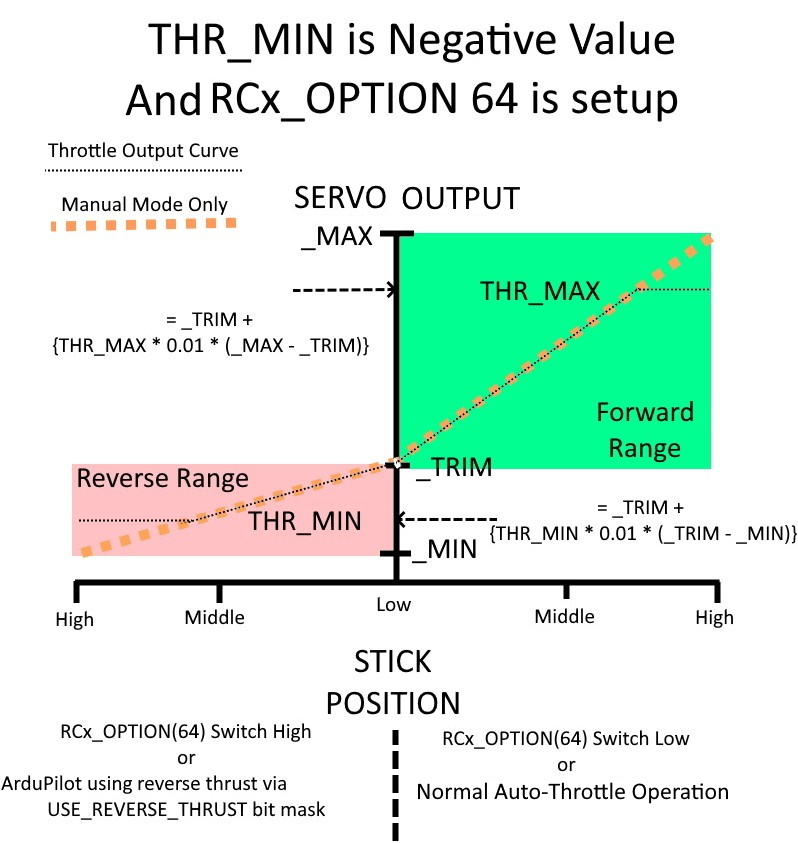 THR_MIN is Negative Value
And RCx_OPTION 64 is setup
Throttle Output Curve
Manual Mode Only
SERVO OUTPUT
_MAX
THR_MAX
= _TRIM +
{THR_MAX * 0.01 * (_MAX - _TRIM)}
Forward
Range
_TRIM
Reverse Range
THR_MIN
= _TRIM +
{THR_MIN * 0.01 * (_TRIM - _MIN)}
_MIN
High
Middle
Low
Middle
High
STICK
POSITION
RCx_OPTION(64) Switch High
or
ArduPilot using reverse thrust via
USE_REVERSE_THRUST bit mask
RCx_OPTION(64) Switch Low
or
Normal Auto-Throttle Operation